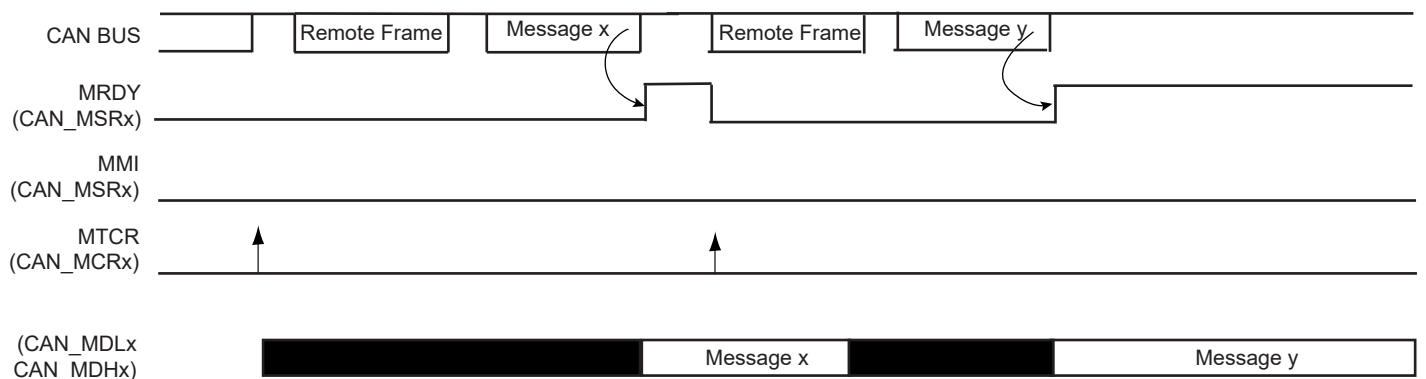 CAN BUS
Remote Frame
Message x
Remote Frame
Message y
MRDY
(CAN_MSRx)
MMI
(CAN_MSRx)
MTCR
(CAN_MCRx)
(CAN_MDLx
CAN_MDHx)
Message x
Message y